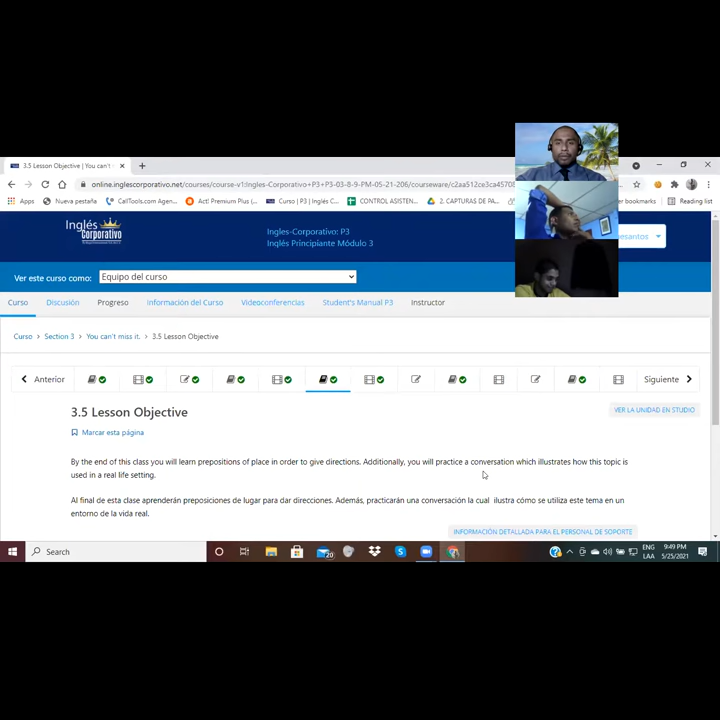 3.5 Lesson Objective | You can't
online.inglescorporativo.net/courses/course-v1:Ingles-Corporativo+P3+P3-03-8-9-PM-05-21-206/courseware/c2aa512ce3ca4570
Apps
Nueva pestaña
CallTools.com Agen...
Act! Premium Plus (...
Curso | P3 | Inglés C...
CONTROL ASISTEN...
2. CAPTURAS DE PA...
bookmarks
Reading list
Inglés
Corporativo
Ingles-Corporativo: P3
Inglés Principiante Módulo 3
Ver este curso como:
Equipo del curso
Curso
Discusión
Progreso
Información del Curso
Videoconferencias
Student's Manual P3
Instructor
Curso > Section 3 > You can't miss it. > 3.5 Lesson Objective
Anterior
Siguiente
3.5 Lesson Objective
VER LA UNIDAD EN STUDIO
Marcar esta página
By the end of this class you will learn prepositions of place in order to give directions. Additionally, you will practice a conversation which illustrates how this topic is
used in a real life setting.
Al final de esta clase aprenderán preposiciones de lugar para dar direcciones. Además, practicarán una conversación la cual ilustra cómo se utiliza este tema en un
entorno de la vida real.
INFORMACIÓN DETALLADA PARA EL PERSONAL DE SOPORTE
Search
20
ENG
LAA
9:49 PM
5/25/2021